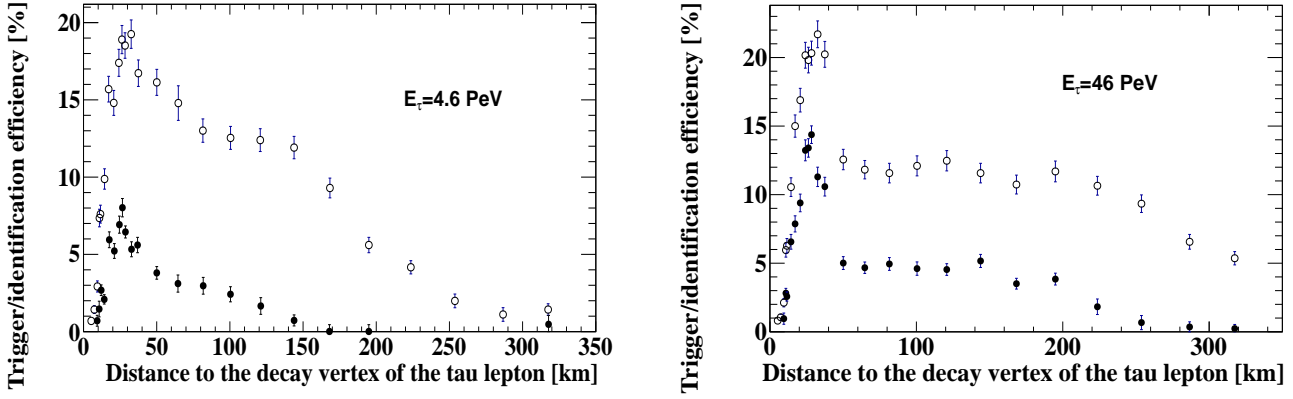 Trigger/identification efficiency [%]
20
15
10
5
0
0 50 100 150 200 250 300 350
E_τ=4.6 PeV
Distance to the decay vertex of the tau lepton [km]
Trigger/identification efficiency [%]
20
15
10
5
0
0 100 200 300
E_τ=46 PeV
Distance to the decay vertex of the tau lepton [km]